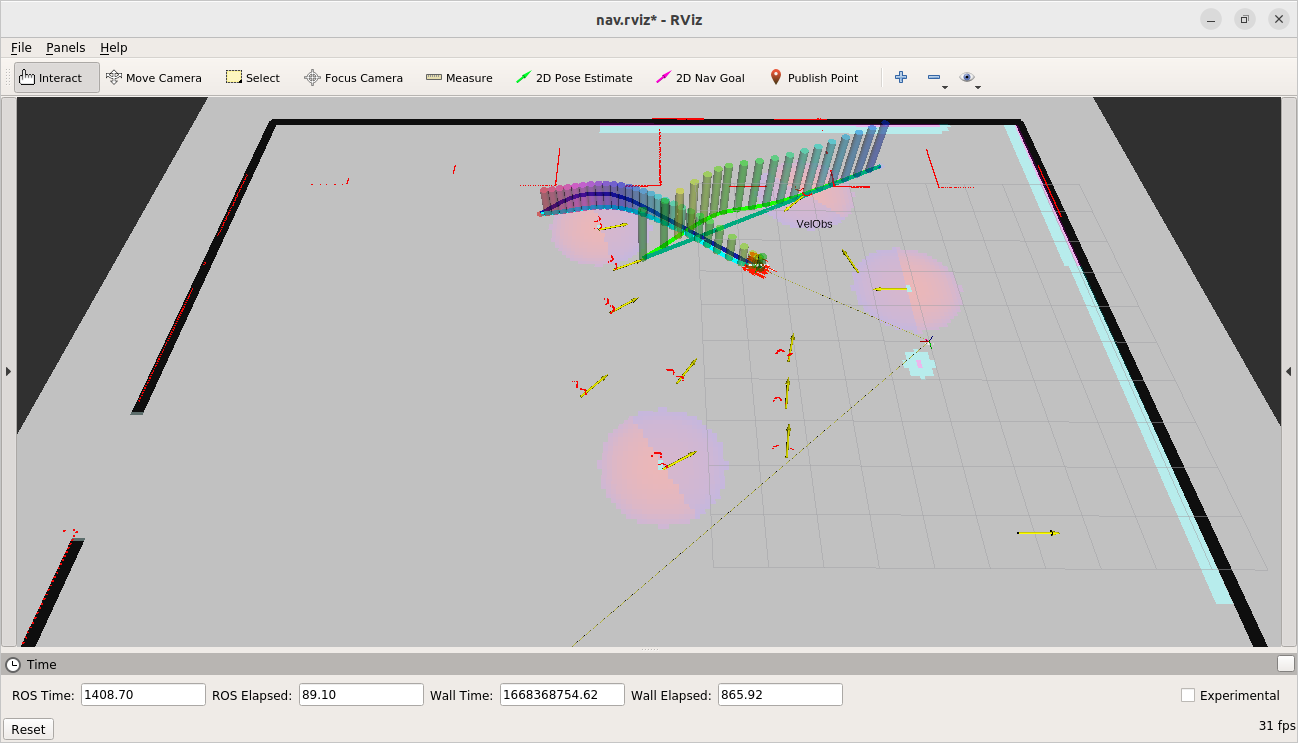 nav.rviz* - RViz
File Panels Help
Interact Move Camera Select Focus Camera Measure 2D Pose Estimate 2D Nav Goal Publish Point
VelObs
Time
ROS Time: 1408.70 ROS Elapsed: 89.10 Wall Time: 1668368754.62 Wall Elapsed: 865.92 Experimental
Reset 31 fps